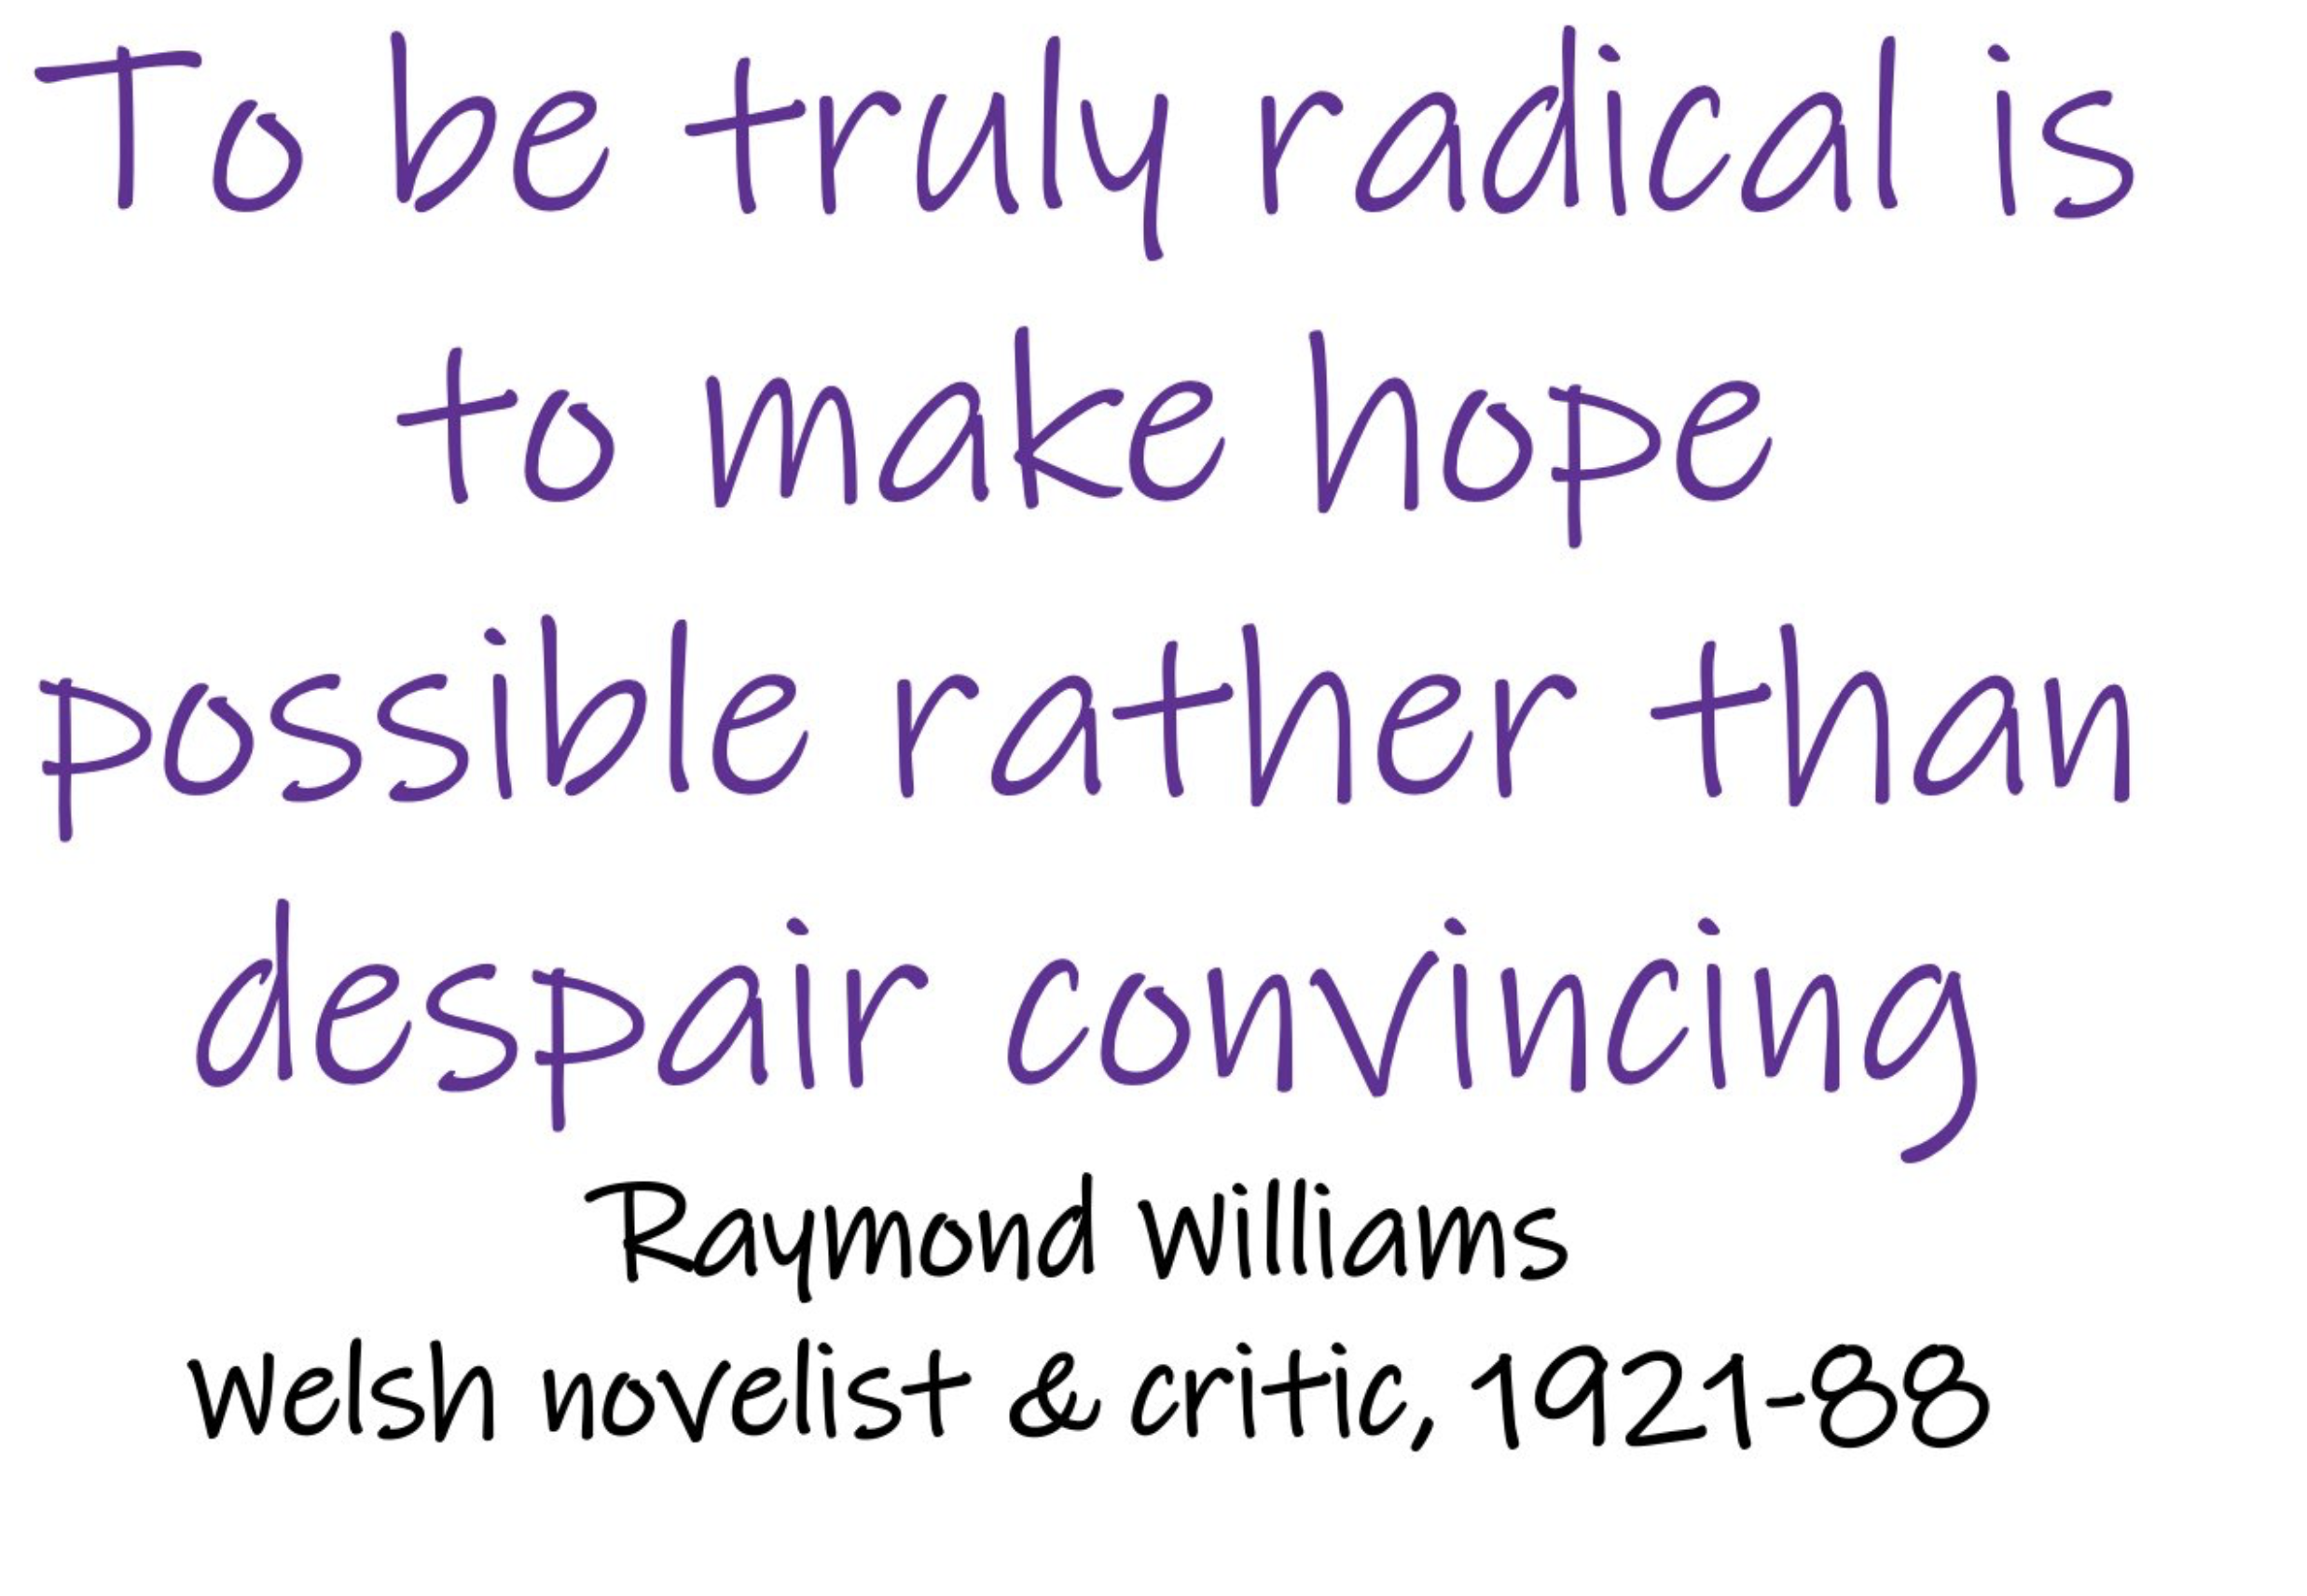 To be truly radical is
to make hope
possible rather than
despair convincing
Raymond Williams
Welsh novelist & critic, 1921-88